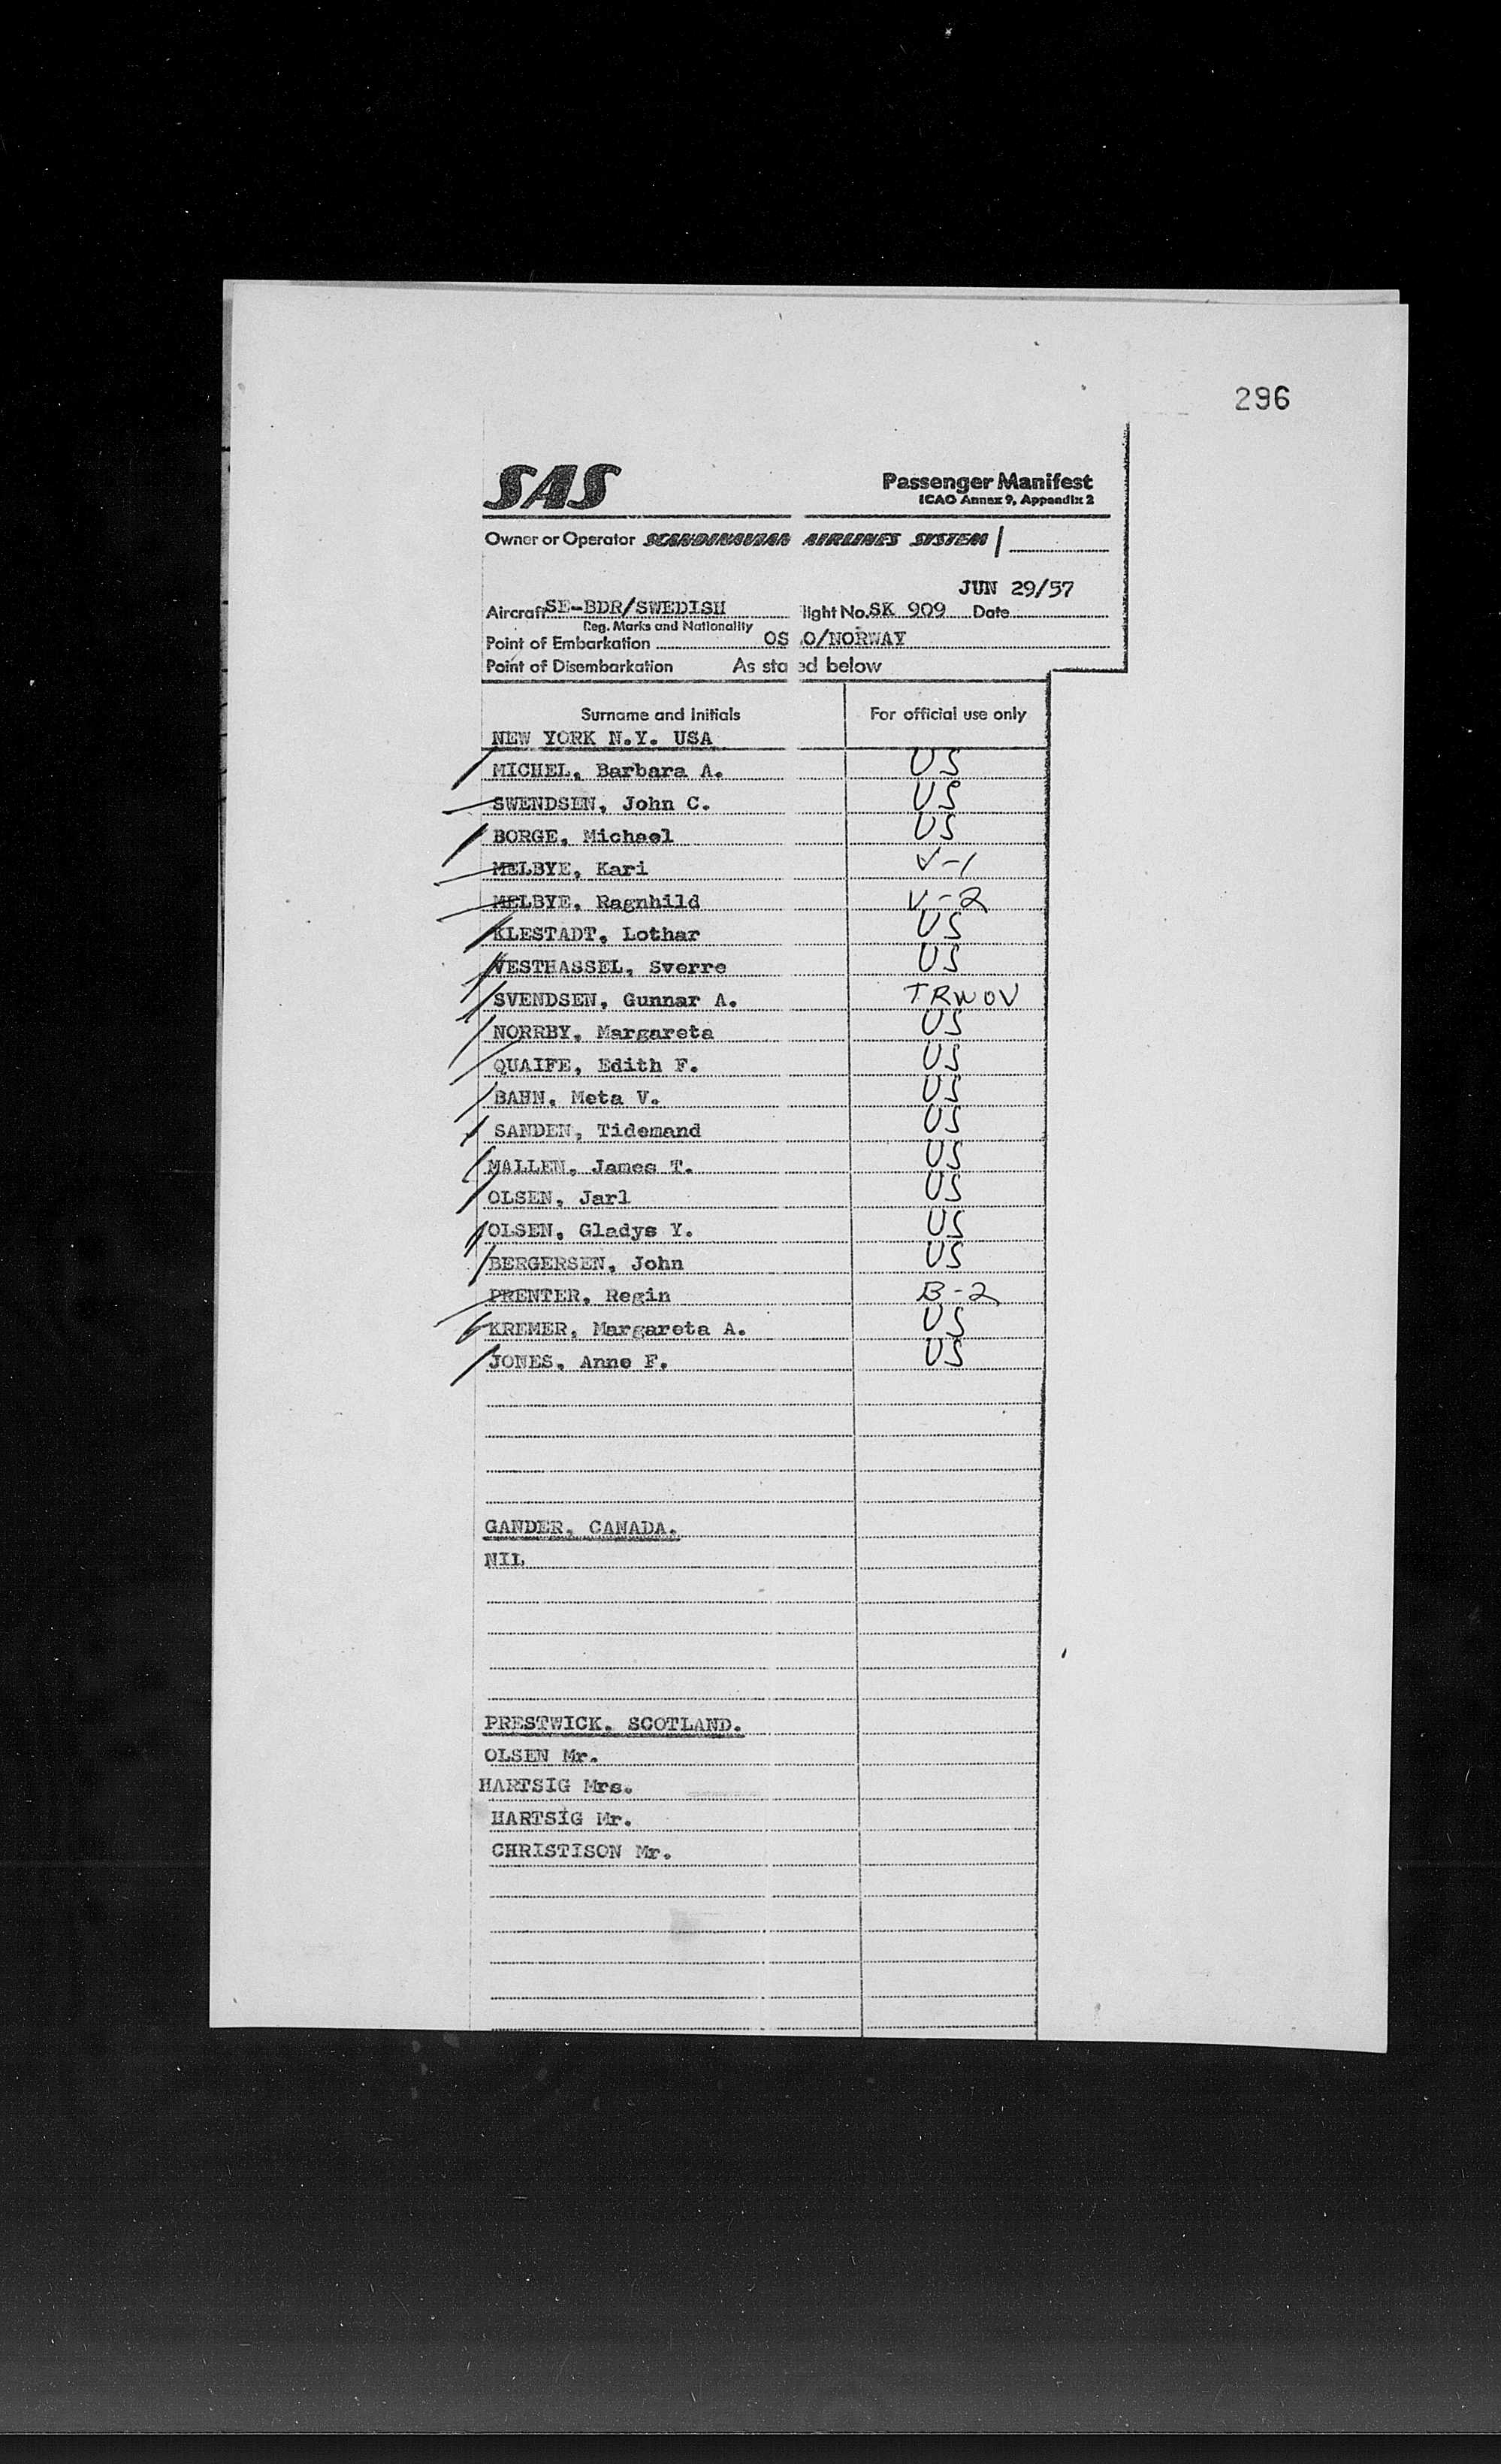 296
SAS
Passenger Manifest
ICAO Annex 9, Appendix 2
Owner or Operator SCANDINAVIAN AIRLINES SYSTEM
JUN 29/57
Aircraft SE-BDR/SWEDISH light No. SK 909 Date
Reg. Marks and Nationality
Point of Embarkation OS O/NORWAY
Point of Disembarkation As sta ed below
Surname and Initials For official use only
NEW YORK N.Y. USA
MICHEL, Barbara A. US
SWENDSEN, John C. US
BORGE, Michael US
MELBYE, Kari V-1
MELBYE, Ragnhild V-2
KLESTADT, Lothar US
VESTHASSEL, Sverre US
SVENDSEN, Gunnar A. TRWOV
NORRBY, Margareta US
QUAIFE, Edith F. US
BAHN, Meta V. US
SANDEN, Tidemand US
MALLEN, James T. US
OLSEN, Jarl US
OLSEN, Gladys Y. US
BERGERSEN, John US
PRENTER, Regin B-2
KREMER, Margareta A. US
JONES, Anne F. US
GANDER, CANADA.
NIL
PRESTWICK. SCOTLAND.
OLSEN Mr.
HARTSIG Mrs.
HARTSIG Mr.
CHRISTISON Mr.